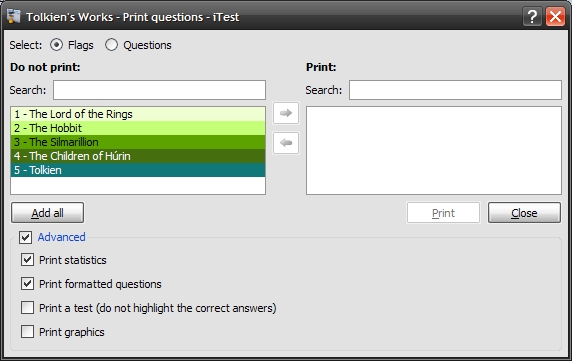 Tolkien's Works - Print questions - iTest
Select: Flags Questions
Do not print: Print:
Search: Search:
1 - The Lord of the Rings
2 - The Hobbit
3 - The Silmarillion
4 - The Children of Húrin
5 - Tolkien
Add all Print Close
Advanced
Print statistics
Print formatted questions
Print a test (do not highlight the correct answers)
Print graphics